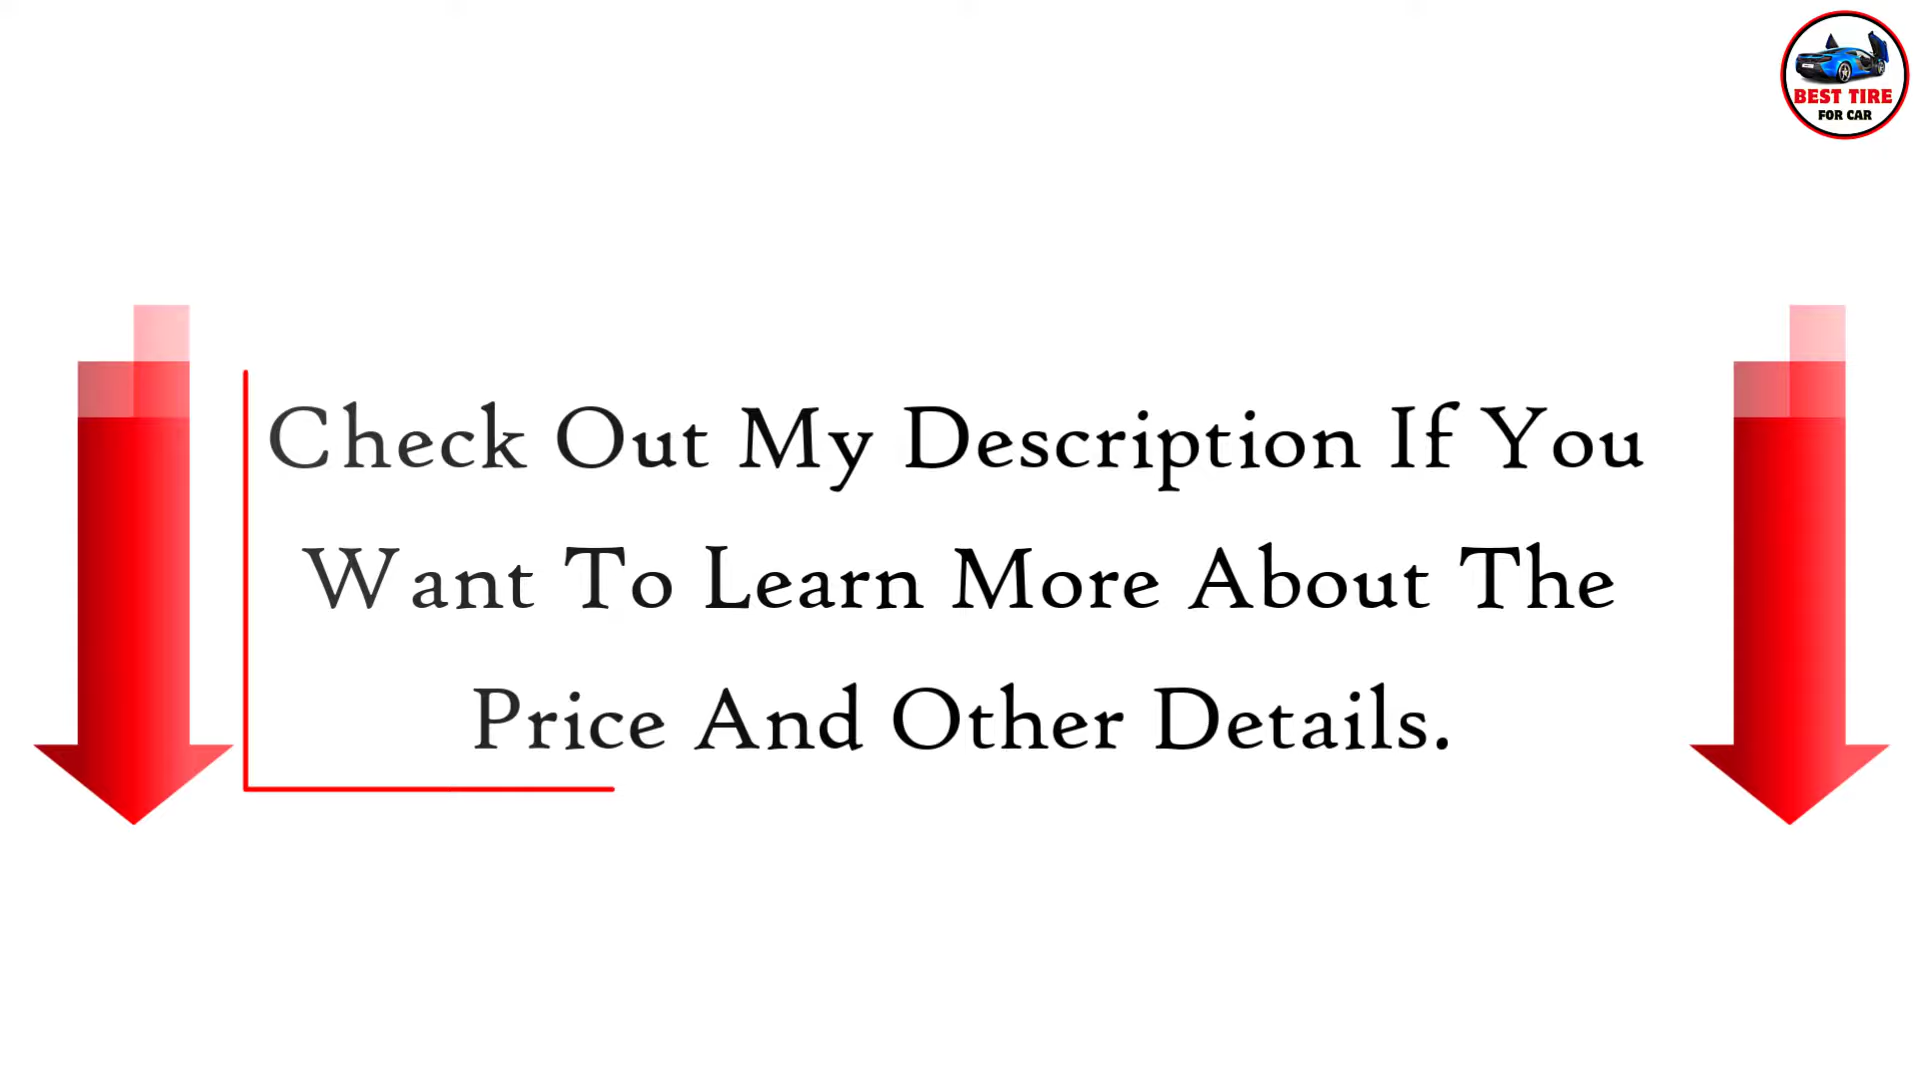 BEST TIRE
FOR CAR
Check Out My Description If You
Want To Learn More About The
Price And Other Details.